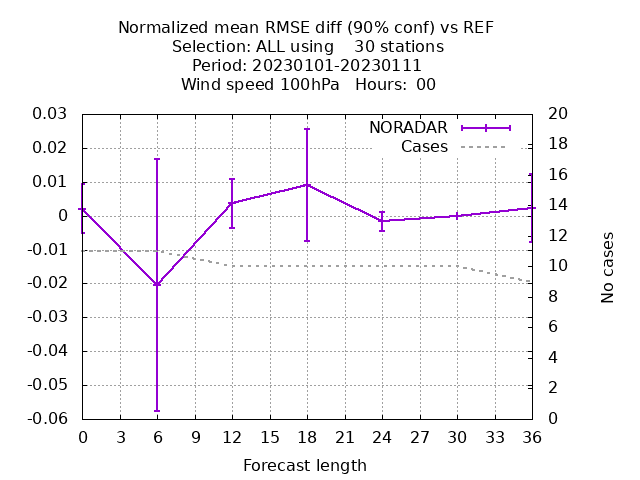 Normalized mean RMSE diff (90% conf) vs REF
Selection: ALL using    30 stations
Period: 20230101-20230111
Wind speed 100hPa   Hours:  00
NORADAR
Cases
0.03
0.02
0.01
0
-0.01
-0.02
-0.03
-0.04
-0.05
-0.06
20
18
16
14
12
10
8
6
4
2
0
No cases
0 3 6 9 12 15 18 21 24 27 30 33 36
Forecast length